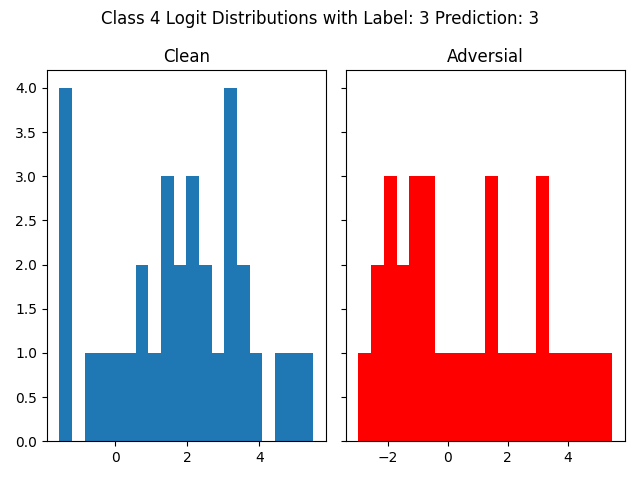 Class 4 Logit Distributions with Label: 3 Prediction: 3
Clean
Adversial
4.0
3.5
3.0
2.5
2.0
1.5
1.0
0.5
0.0
0 2 4
−2 0 2 4